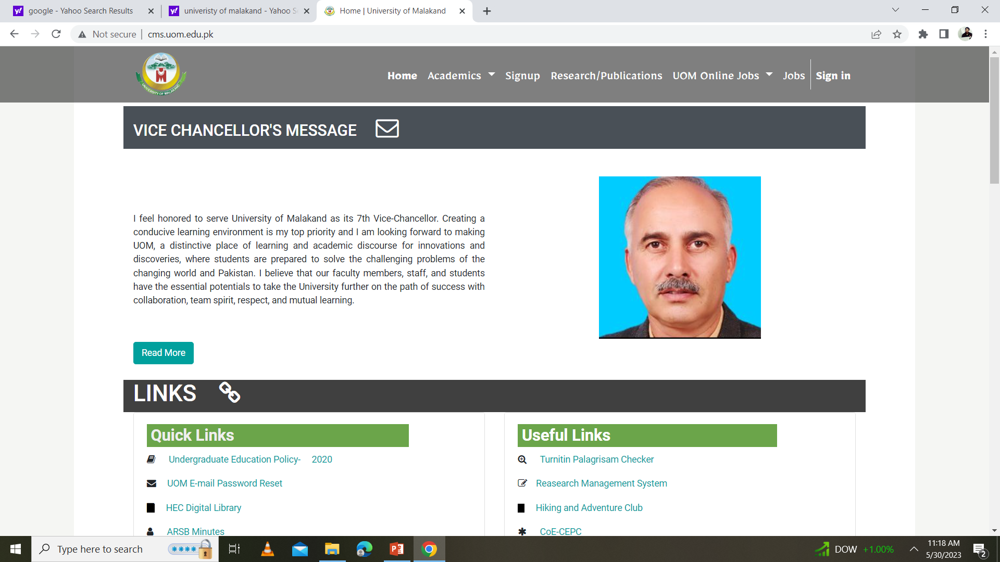 google - Yahoo Search Results
univeristy of malakand - Yahoo S
Home | University of Malakand
Not secure
cms.uom.edu.pk
UNIVERSITY OF MALAKAND
Home Academics Signup Research/Publications UOM Online Jobs Jobs Sign in
VICE CHANCELLOR'S MESSAGE
I feel honored to serve University of Malakand as its 7th Vice-Chancellor. Creating a
conducive learning environment is my top priority and I am looking forward to making
UOM, a distinctive place of learning and academic discourse for innovations and
discoveries, where students are prepared to solve the challenging problems of the
changing world and Pakistan. I believe that our faculty members, staff, and students
have the essential potentials to take the University further on the path of success with
collaboration, team spirit, respect, and mutual learning.
Read More
LINKS
Quick Links
Undergraduate Education Policy- 2020
UOM E-mail Password Reset
HEC Digital Library
ARSB Minutes
Useful Links
Turnitin Palagrisam Checker
Reasearch Management System
Hiking and Adventure Club
CoE-CEPC
Type here to search
DOW +1.00%
11:18 AM
5/30/2023
2